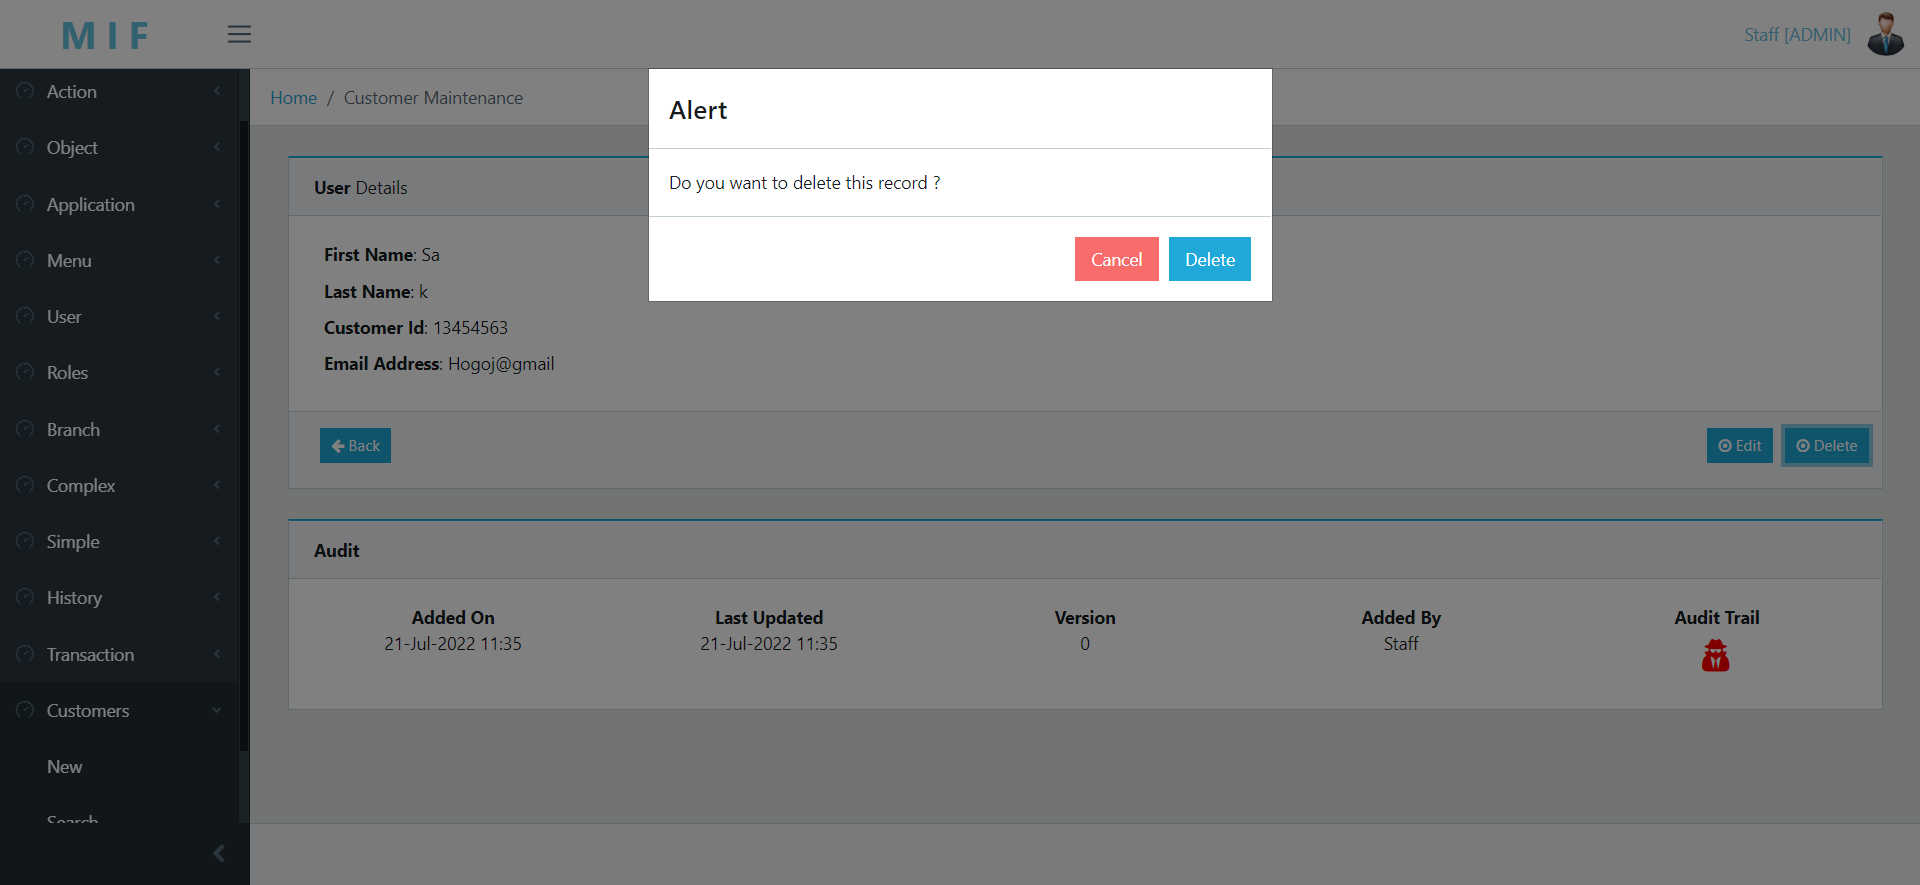 MIF
Staff [ADMIN]
Action
Object
Application
Menu
User
Roles
Branch
Complex
Simple
History
Transaction
Customers
New
Search
Home / Customer Maintenance
Alert
Do you want to delete this record ?
Cancel Delete
User Details
First Name: Sa
Last Name: k
Customer Id: 13454563
Email Address: Hogoj@gmail
Back Edit Delete
Audit
Added On Last Updated Version Added By Audit Trail
21-Jul-2022 11:35 21-Jul-2022 11:35 0 Staff